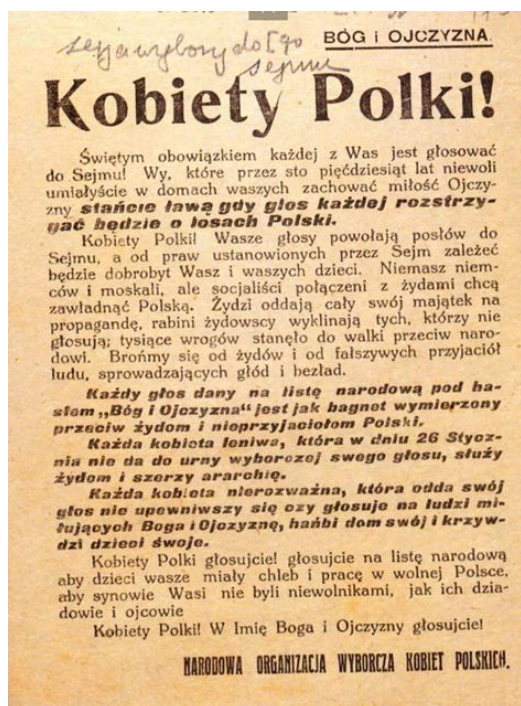 sesja wybory do I go
sejmu
BÓG i OJCZYZNA.
Kobiety Polki!
Świętym obowiązkiem każdej z Was jest głosować
do Sejmu! Wy, które przez sto pięćdziesiąt lat niewoli
umiałyście w domach waszych zachować miłość Ojczy-
zny stańcie ławą gdy głos każdej rozstrzy-
gać będzie o losach Polski.
Kobiety Polki! Wasze głosy powołają posłów do
Sejmu, a od praw ustanowionych przez Sejm zależeć
będzie dobrobyt Wasz i waszych dzieci. Niemasz niem-
ców i moskali, ale socjaliści połączeni z żydami chcą
zawładnąć Polską. Żydzi oddają cały swój majątek na
propagandę, rabini żydowscy wyklinają tych, którzy nie
głosują; tysiące wrogów stanęło do walki przeciw naro-
dowi. Brońmy się od żydów i od fałszywych przyjaciół
ludu, sprowadzających głód i bezład.
Każdy głos dany na listę narodową pod ha-
słem „Bóg i Ojczyzna“ jest jak bagnet wymierzony
przeciw żydom i nieprzyjaciołom Polski.
Każda kobieta leniwa, która w dniu 26 Stycz-
nia nie da do urny wyborczej swego głosu, służy
żydom i szerzy ararchię.
Każda kobieta nierozważna, która odda swój
głos nie upewniwszy się czy głosuje na ludzi mi-
łujących Boga i Ojczyznę, hańbi dom swój i krzyw-
dzi dzieci swoje.
Kobiety Polki głosujcie! głosujcie na listę narodową
aby dzieci wasze miały chleb i pracę w wolnej Polsce,
aby synowie Wasi nie byli niewolnikami, jak ich dzia-
dowie i ojcowie
Kobiety Polki! W Imię Boga i Ojczyzny głosujcie!
NARODOWA ORGANIZACJA WYBORCZA KOBIET POLSKICH.